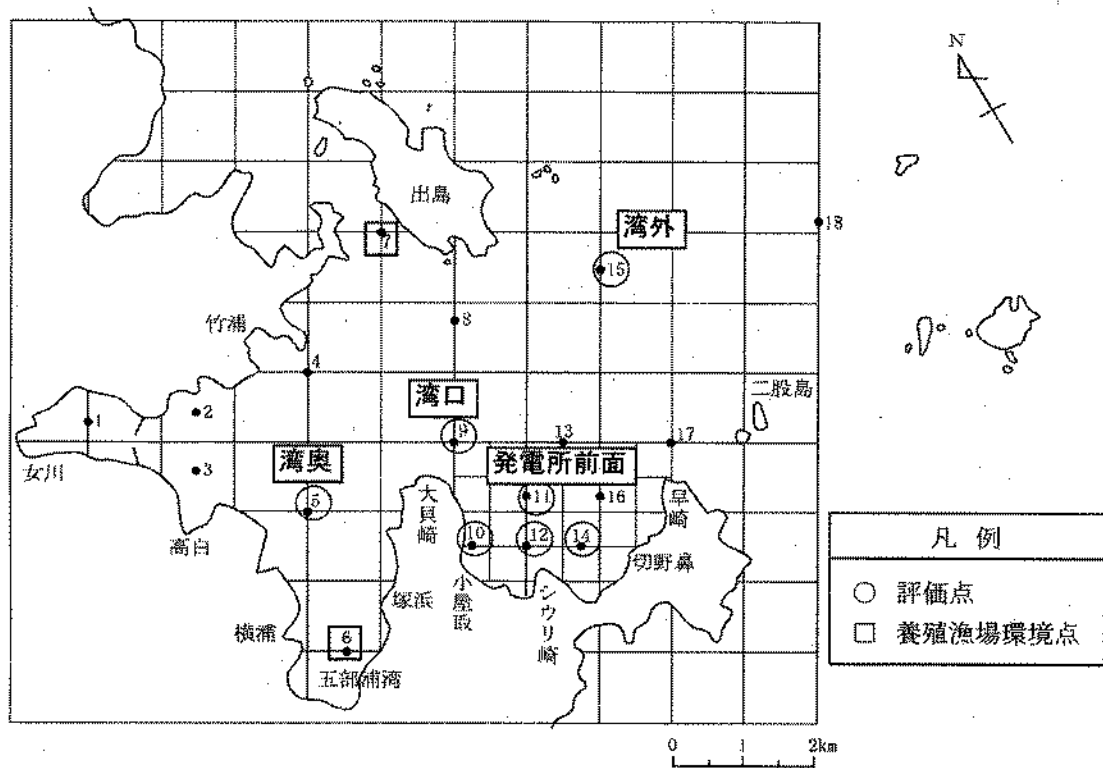 N
出島
湾外
18
7
15
竹浦
8
4
二股島
湾口
1
2
9
13
17
女川
湾奥
発電所前面
3
大貝崎
11
16
早崎
5
高白
10
12
14
切野鼻
凡例
塚浜
小屋取
シウリ崎
○ 評価点
横浦
6
□ 養殖漁場環境点
五部浦湾
0 1 2km